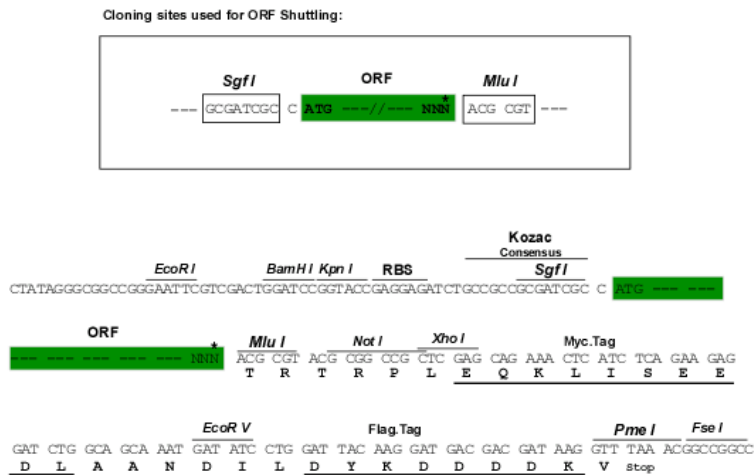 Cloning sites used for ORF Shuttling:
Sgf I ORF Mlu I
*
--- GCGATCGC C ATG ---//--- NNN ACG CGT ---
Kozac
Consensus
EcoR I BamH I Kpn I RBS Sgf I
CTATAGGGCGGCCGGGAATTCGTCGACTGGATCCGGTACCGAGGAGATCTGCCGCCGCGATCGC C ATG --- ---
ORF
* Mlu I Not I Xho I Myc.Tag
--- --- --- --- --- --- NNN ACG CGT ACG CGG CCG CTC GAG CAG AAA CTC ATC TCA GAA GAG
T R T R P L E Q K L I S E E
EcoR V Flag.Tag Pme I Fse I
GAT CTG GCA GCA AAT GAT ATC CTG GAT TAC AAG GAT GAC GAC GAT AAG GTT TAA ACGGCCGGCC
D L A A N D I L D Y K D D D D K V Stop